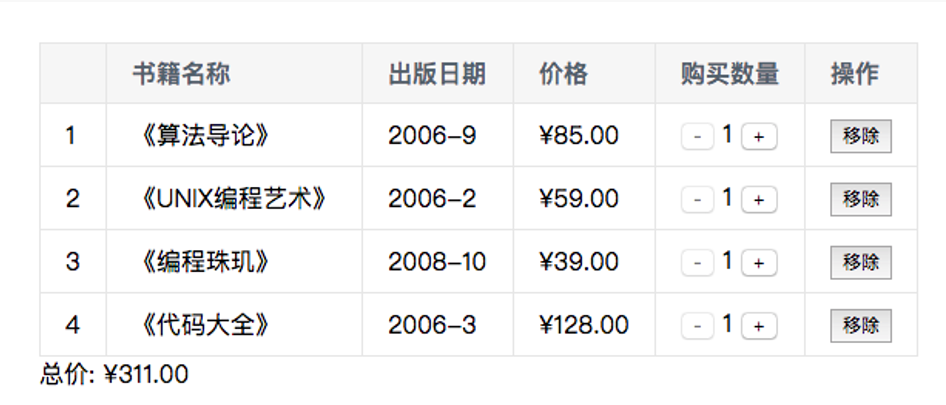 书籍名称 出版日期 价格 购买数量 操作
1 《算法导论》 2006-9 ¥85.00 - 1 + 移除
2 《UNIX编程艺术》 2006-2 ¥59.00 - 1 + 移除
3 《编程珠玑》 2008-10 ¥39.00 - 1 + 移除
4 《代码大全》 2006-3 ¥128.00 - 1 + 移除
总价: ¥311.00